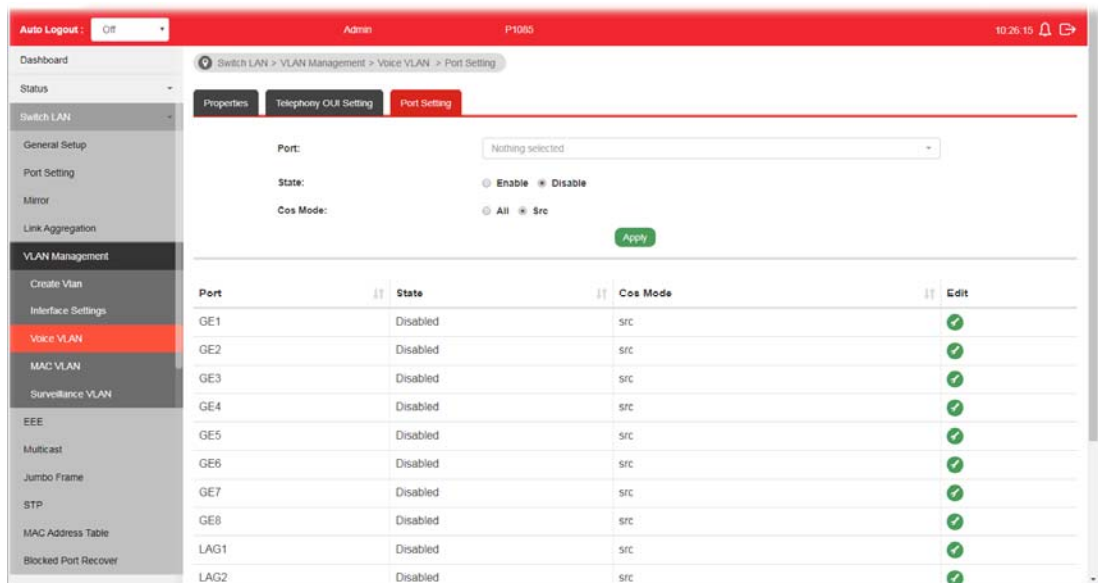 Auto Logout : Off Admin P1085 10:26:15
Dashboard
Status
Switch LAN
General Setup
Port Setting
Mirror
Link Aggregation
VLAN Management
Create Vlan
Interface Settings
Voice VLAN
MAC VLAN
Surveillance VLAN
EEE
Multicast
Jumbo Frame
STP
MAC Address Table
Blocked Port Recover
Switch LAN > VLAN Management > Voice VLAN > Port Setting
Properties Telephony OUI Setting Port Setting
Port: Nothing selected
State: Enable Disable
Cos Mode: All Src
Apply
Port State Cos Mode Edit
GE1 Disabled src
GE2 Disabled src
GE3 Disabled src
GE4 Disabled src
GE5 Disabled src
GE6 Disabled src
GE7 Disabled src
GE8 Disabled src
LAG1 Disabled src
LAG2 Disabled src